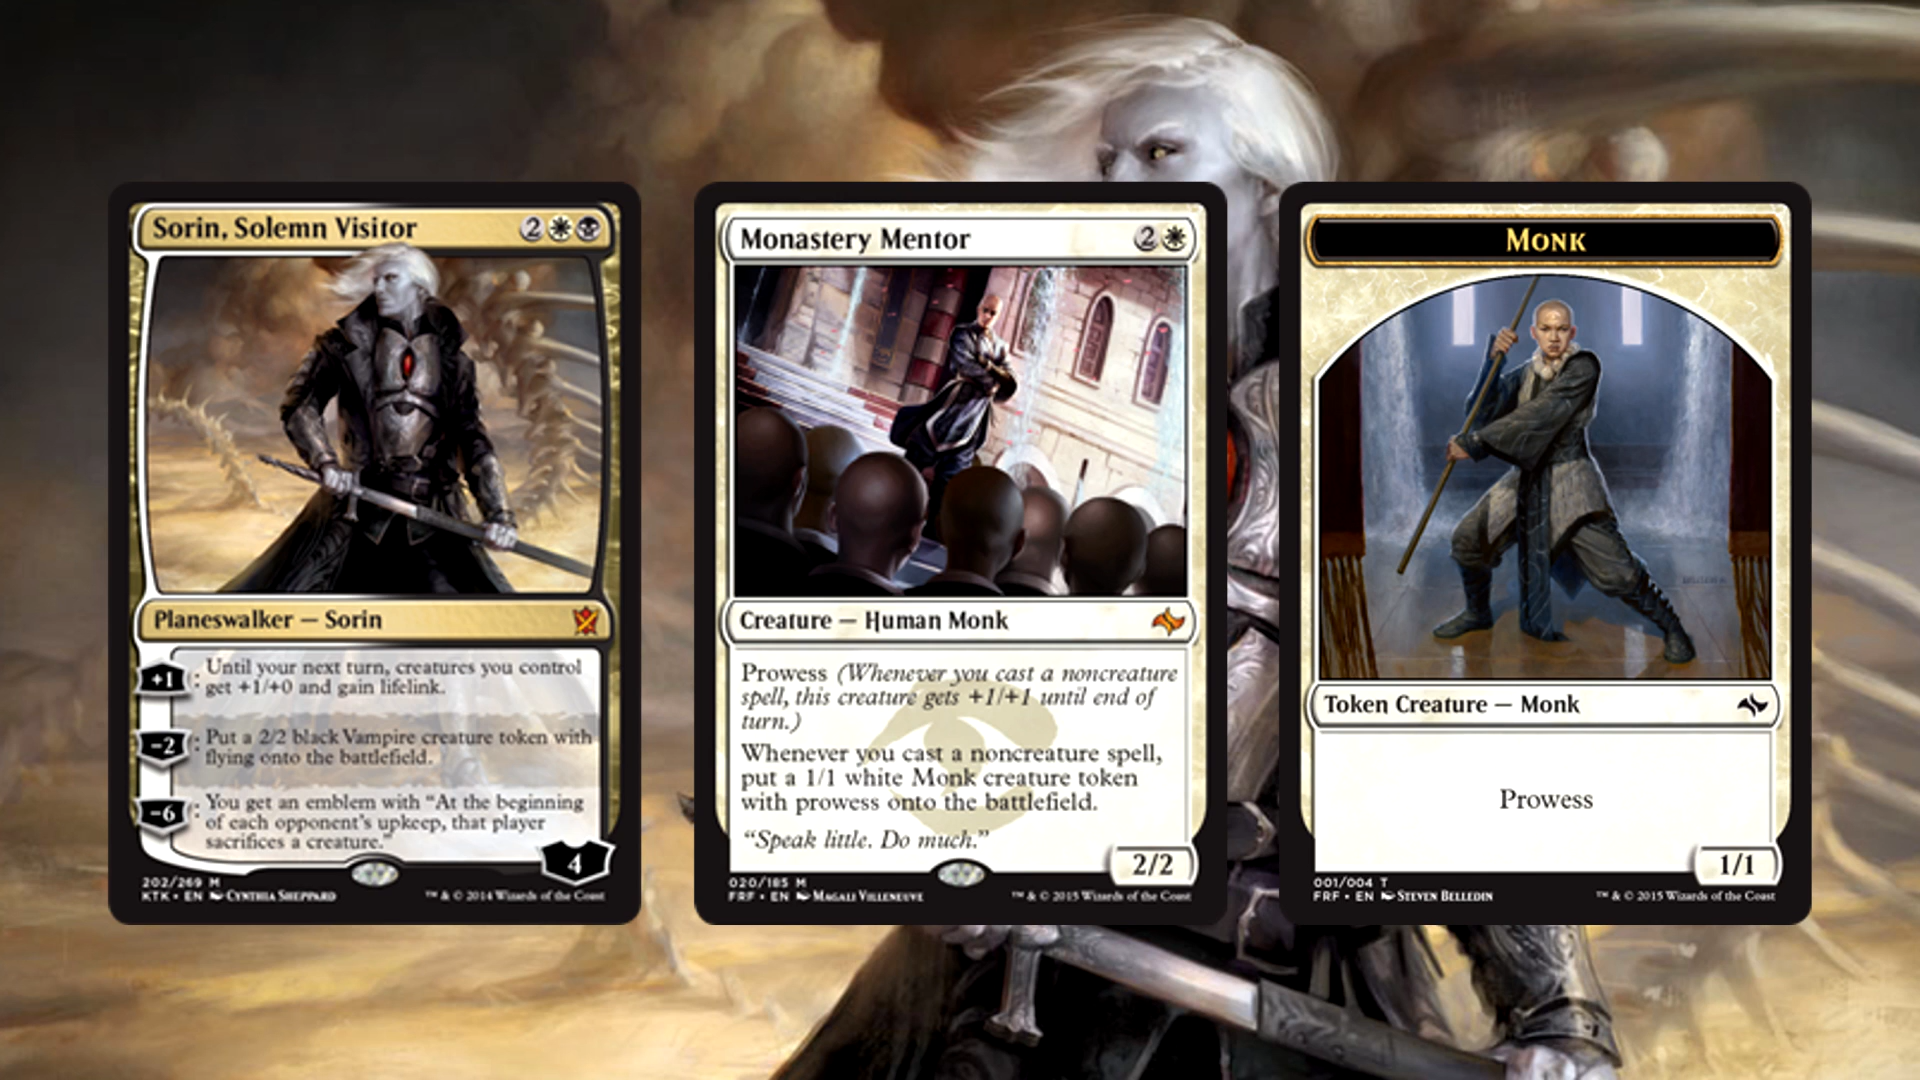 Sorin, Solemn Visitor 2
Planeswalker — Sorin
+1 : Until your next turn, creatures you control
get +1/+0 and gain lifelink.
-2 : Put a 2/2 black Vampire creature token with
flying onto the battlefield.
-6 : You get an emblem with “At the beginning
of each opponent’s upkeep, that player
sacrifices a creature.”
4
202/269 M
KTK • EN CYNTHIA SHEPPARD ™ & © 2014 Wizards of the Coast
Monastery Mentor 2
Creature — Human Monk
Prowess (Whenever you cast a noncreature
spell, this creature gets +1/+1 until end of
turn.)
Whenever you cast a noncreature spell,
put a 1/1 white Monk creature token
with prowess onto the battlefield.
“Speak little. Do much.”
2/2
020/185 M
FRF • EN MAGALI VILLENEUVE ™ & © 2015 Wizards of the Coast
MONK
Token Creature — Monk
Prowess
1/1
001/004 T
FRF • EN STEVEN BELLEDIN ™ & © 2015 Wizards of the Coast